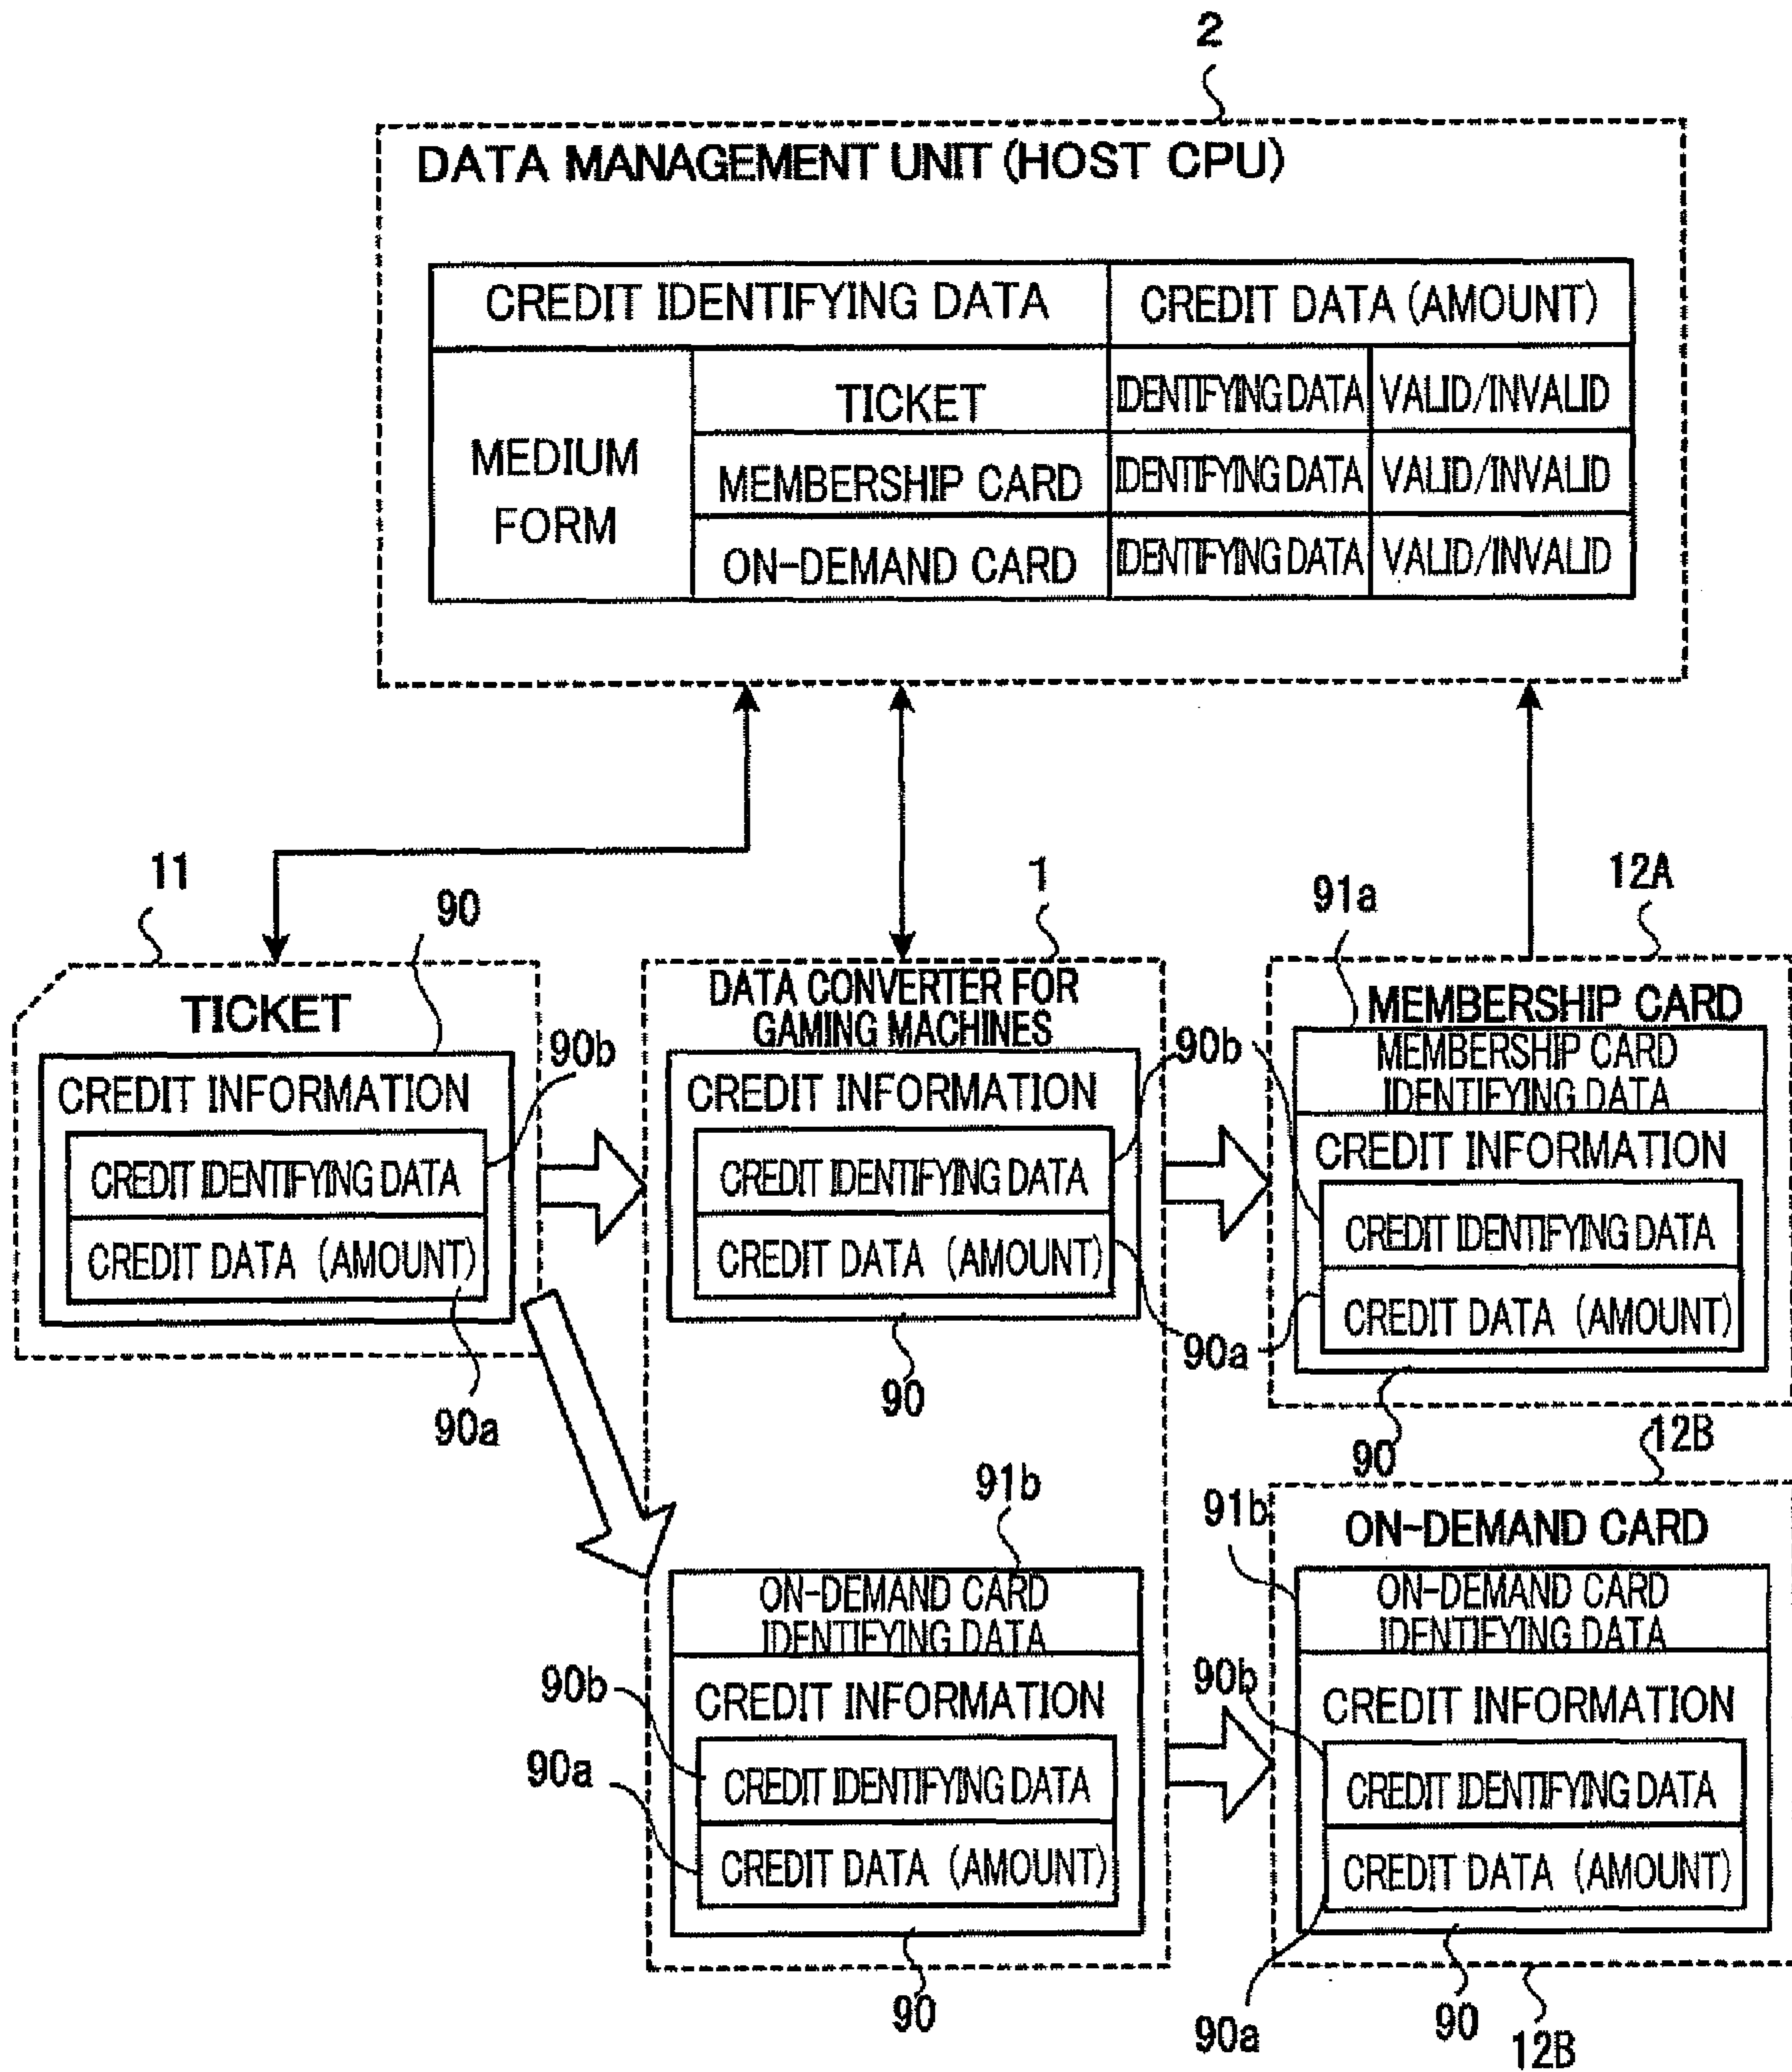 2
DATA MANAGEMENT UNIT (HOST CPU)
CREDIT IDENTIFYING DATA
CREDIT DATA (AMOUNT)
MEDIUM
FORM
TICKET
IDENTIFYING DATA
VALID/INVALID
MEMBERSHIP CARD
IDENTIFYING DATA
VALID/INVALID
ON-DEMAND CARD
IDENTIFYING DATA
VALID/INVALID
11
90
TICKET
90b
CREDIT INFORMATION
CREDIT IDENTIFYING DATA
CREDIT DATA (AMOUNT)
90a
1
DATA CONVERTER FOR
GAMING MACHINES
90b
CREDIT INFORMATION
CREDIT IDENTIFYING DATA
CREDIT DATA (AMOUNT)
90a
90
91a
12A
MEMBERSHIP CARD
MEMBERSHIP CARD
IDENTIFYING DATA
CREDIT INFORMATION
CREDIT IDENTIFYING DATA
CREDIT DATA (AMOUNT)
90
91b
ON-DEMAND CARD
IDENTIFYING DATA
90b
CREDIT INFORMATION
90a
CREDIT IDENTIFYING DATA
CREDIT DATA (AMOUNT)
90
12B
91b
ON-DEMAND CARD
ON-DEMAND CARD
IDENTIFYING DATA
90b
CREDIT INFORMATION
CREDIT IDENTIFYING DATA
CREDIT DATA (AMOUNT)
90a
90
12B